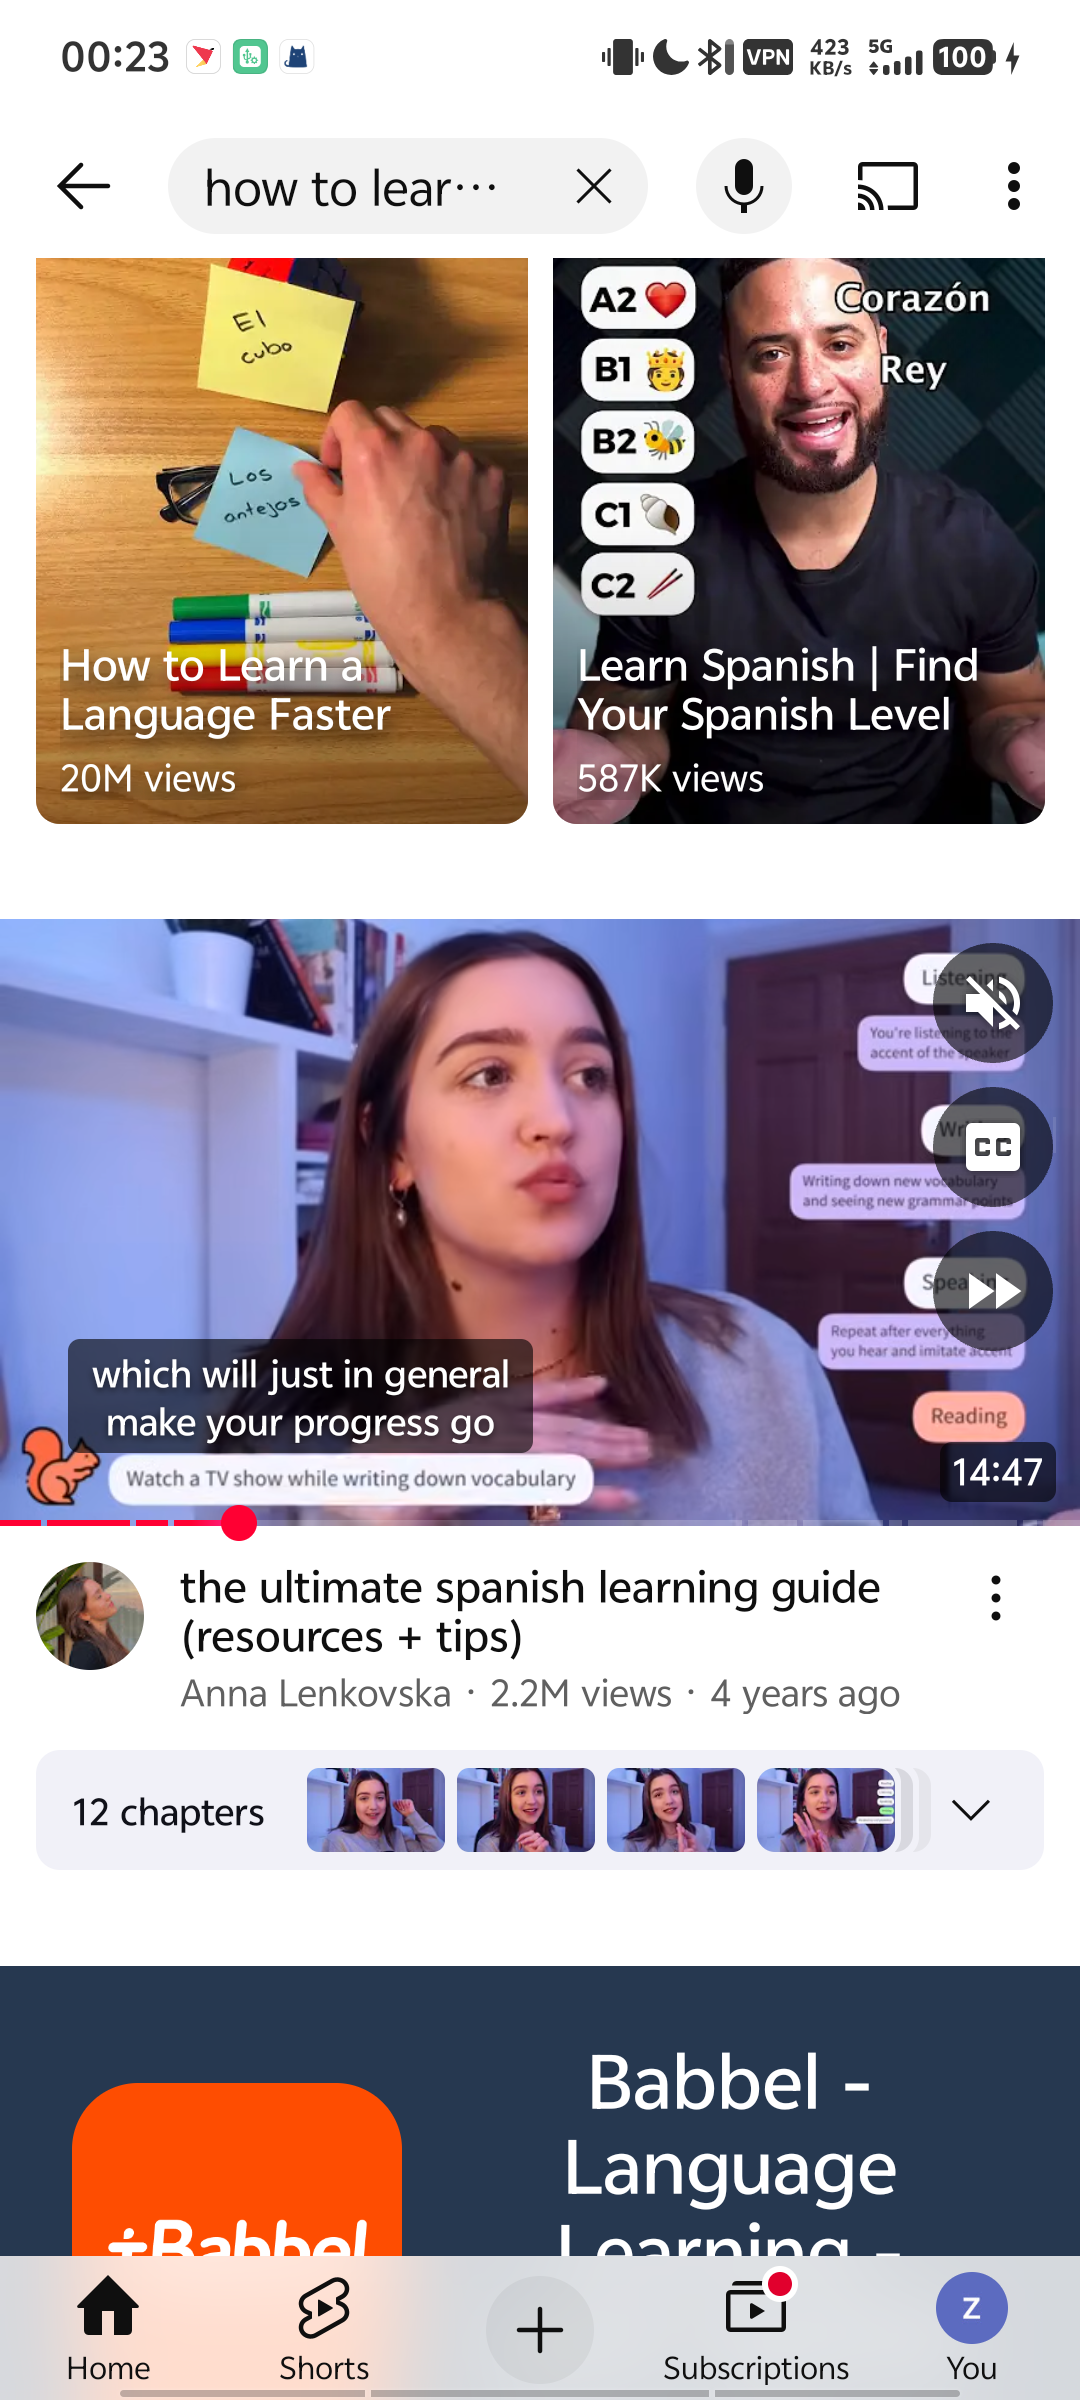 00:23
VPN
423
KB/s
5G
100
how to lear···
El
cubo
Los
antejos
How to Learn a
Language Faster
20M views
A2
B1
B2
C1
C2
Corazón
Rey
Learn Spanish | Find
Your Spanish Level
587K views
Listening
You're listening to the
accent of the speaker
Writing down new vocabulary
and seeing new grammar points
CC
Speaking
Repeat after everything
you hear and imitate accent
Reading
which will just in general
make your progress go
Watch a TV show while writing down vocabulary
14:47
the ultimate spanish learning guide
(resources + tips)
Anna Lenkovska · 2.2M views · 4 years ago
12 chapters
Babbel -
Language
Learning -
+Babbel
Home
Shorts
Subscriptions
Z
You